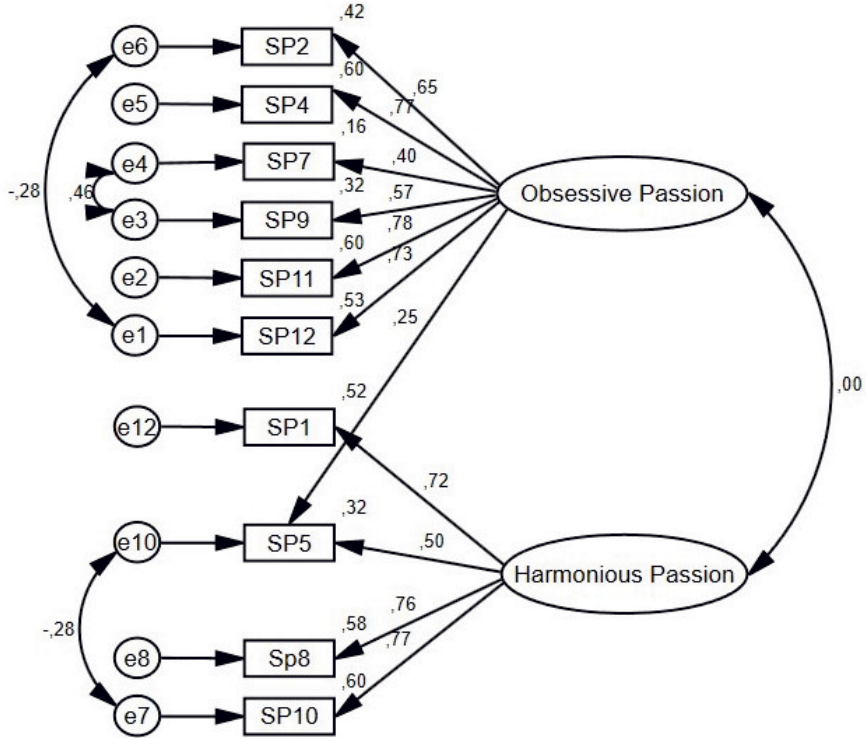 ,42
e6
SP2
,60
,65
e5
SP4
,77
,16
e4
SP7
,40
-,28
,46
,32
,57
e3
SP9
,78
,60
,73
e2
SP11
,53
e1
SP12
,25
Obsessive Passion
,52
,00
e12
SP1
,72
,32
e10
SP5
,50
Harmonious Passion
-,28
,76
,58
,77
e8
Sp8
,60
e7
SP10